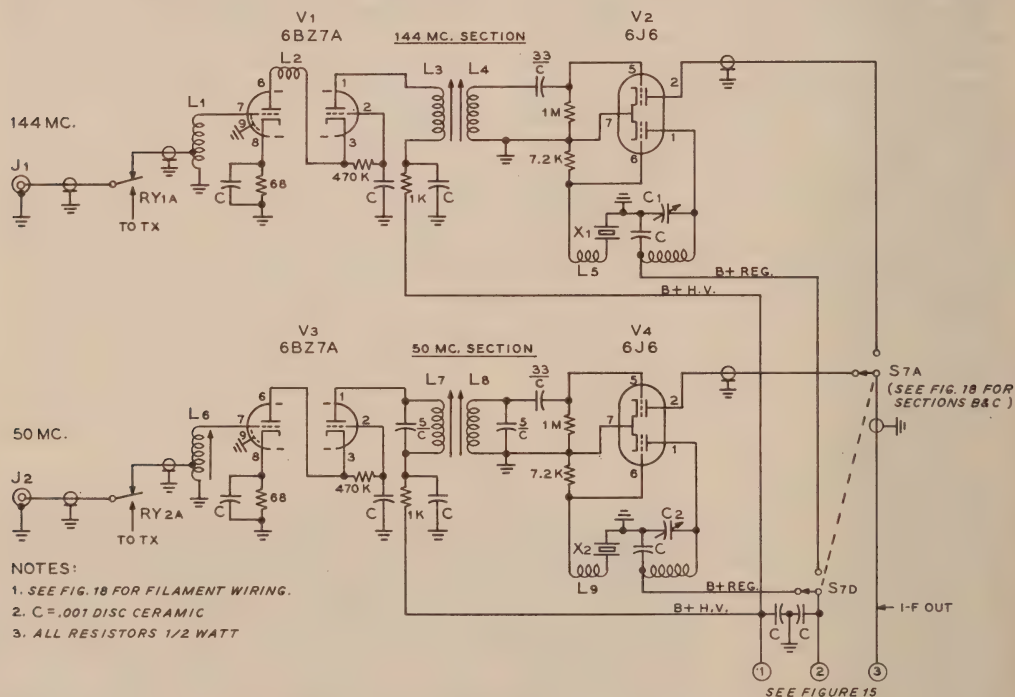 V1
6BZ7A
144 MC. SECTION
V2
6J6
L2
L3
L4
33
C
6
1
5
2
L1
7
9
8
2
3
1M
7
1
144 MC.
7.2K
6
J1
RY1A
TO TX
C
68
470 K
C
1K
C
C1
X1
C
L5
B+ REG.
B+ H.V.
V3
6BZ7A
50 MC. SECTION
V4
6J6
S7A
(SEE FIG. 18 FOR
SECTIONS B&C)
L7
L8
33
C
6
1
5
2
L6
7
9
8
2
3
5
C
5
C
1M
7
1
50 MC.
7.2K
6
J2
RY2A
TO TX
C
68
470 K
C
1K
C
C2
X2
C
L9
B+ REG.
S7D
B+ H.V.
I-F OUT
C
C
NOTES:
1. SEE FIG. 18 FOR FILAMENT WIRING.
2. C = .001 DISC CERAMIC
3. ALL RESISTORS 1/2 WATT
1
2
3
SEE FIGURE 15